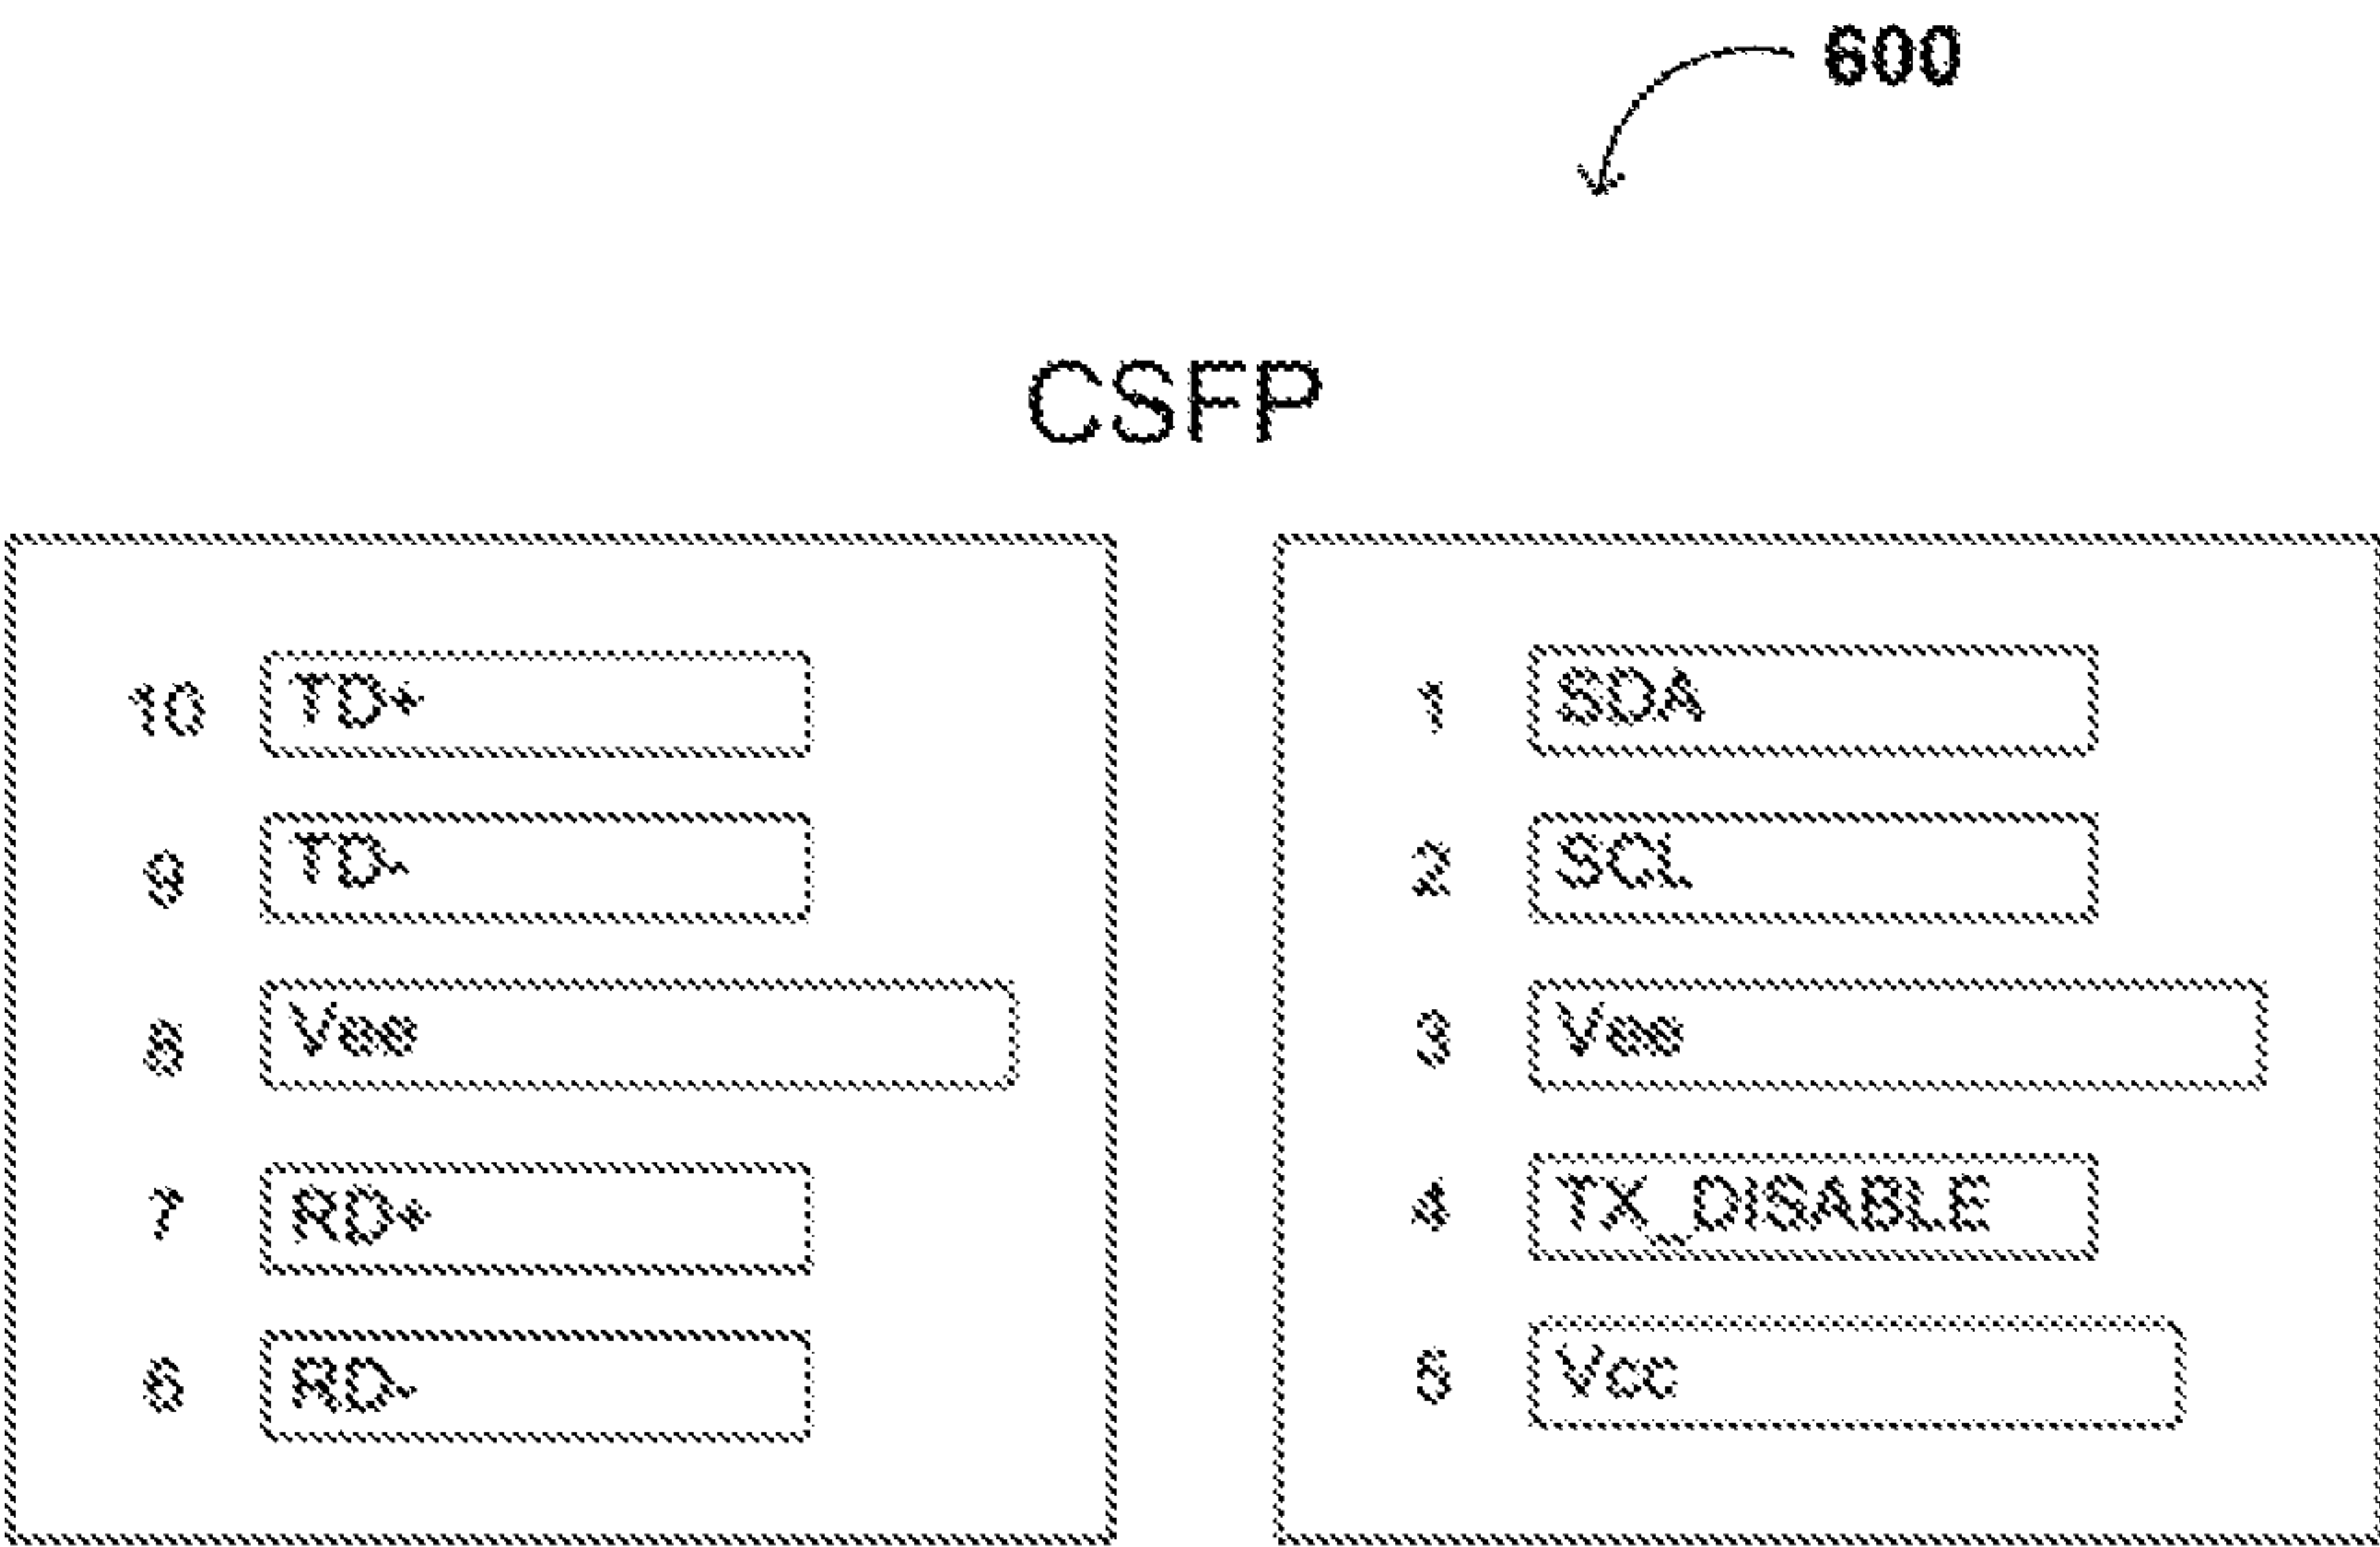 600
CSFP
10 TD+
9 TD-
8 Vee
7 RD+
6 RD-
1 SDA
2 SCL
3 Vee
4 TX_DISABLE
5 Vcc